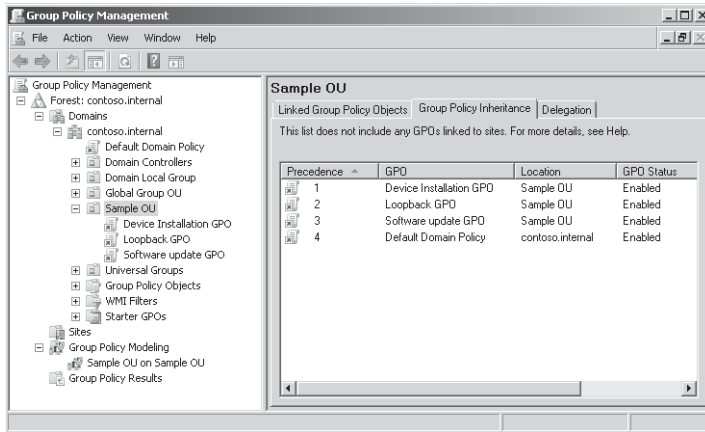 Group Policy Management
File Action View Window Help
Group Policy Management
Forest: contoso.internal
Domains
contoso.internal
Default Domain Policy
Domain Controllers
Domain Local Group
Global Group OU
Sample OU
Device Installation GPO
Loopback GPO
Software update GPO
Universal Groups
Group Policy Objects
WMI Filters
Starter GPOs
Sites
Group Policy Modeling
Sample OU on Sample OU
Group Policy Results
Sample OU
Linked Group Policy Objects Group Policy Inheritance Delegation
This list does not include any GPOs linked to sites. For more details, see Help.
Precedence GPO Location GPO Status
1 Device Installation GPO Sample OU Enabled
2 Loopback GPO Sample OU Enabled
3 Software update GPO Sample OU Enabled
4 Default Domain Policy contoso.internal Enabled